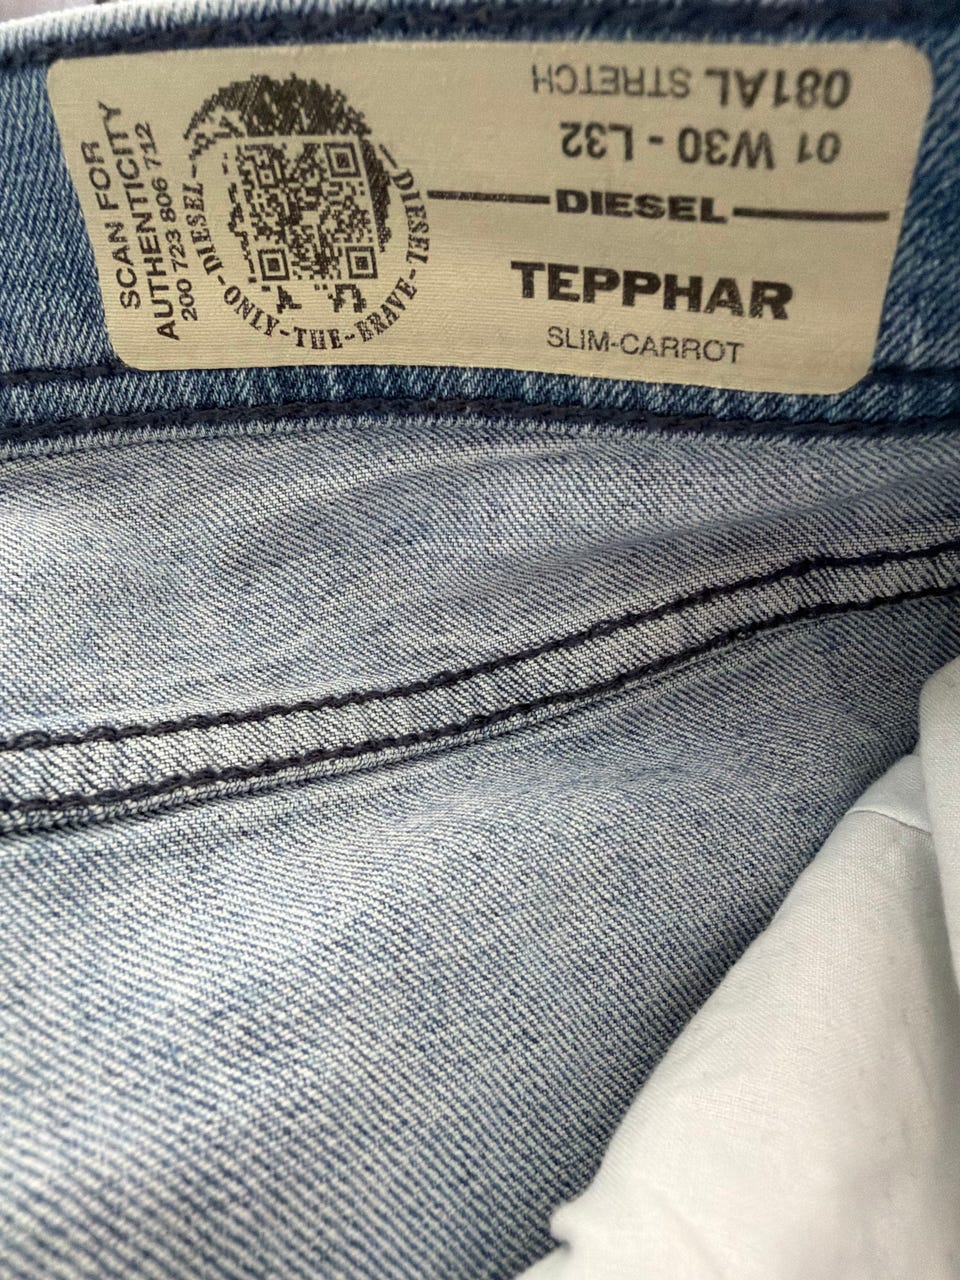 SCAN FOR
AUTHENTICITY
200 723 806 712
DIESEL-ONLY-THE-BRAVE-DIESEL
081AL STRETCH
01 W30 - L32
DIESEL
TEPPHAR
SLIM-CARROT